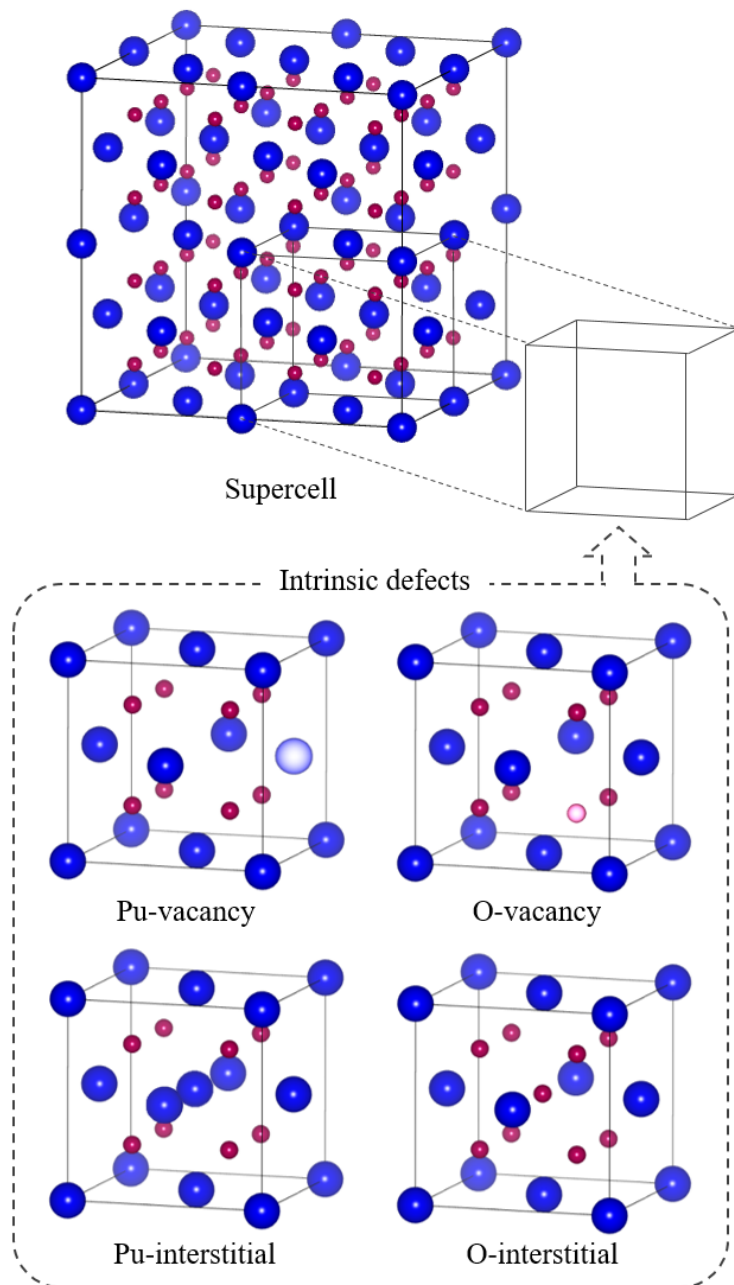 Supercell
Intrinsic defects
Pu-vacancy
O-vacancy
Pu-interstitial
O-interstitial